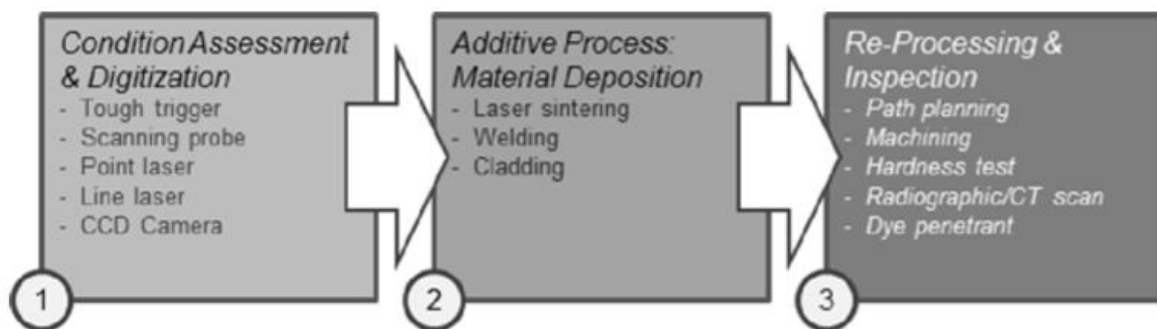 Condition Assessment
& Digitization
- Tough trigger
- Scanning probe
- Point laser
- Line laser
- CCD Camera
1
Additive Process:
Material Deposition
- Laser sintering
- Welding
- Cladding
2
Re-Processing &
Inspection
- Path planning
- Machining
- Hardness test
- Radiographic/CT scan
- Dye penetrant
3